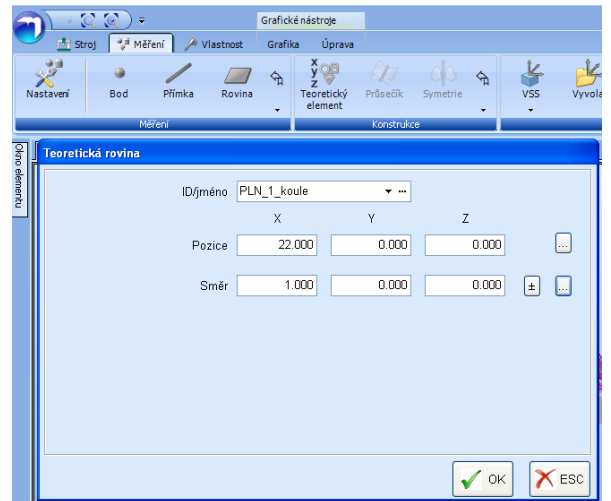 Grafické nástroje
Stroj Měření Vlastnost Grafika Úprava
Nastavení Bod Přímka Rovina Teoretický element Průsečík Symetrie VSS Vyvola
Měření Konstrukce
Okno elementu
Teoretická rovina
ID/jméno PLN_1_koule
X Y Z
Pozice 22.000 0.000 0.000 ...
Směr 1.000 0.000 0.000 ± ...
OK ESC